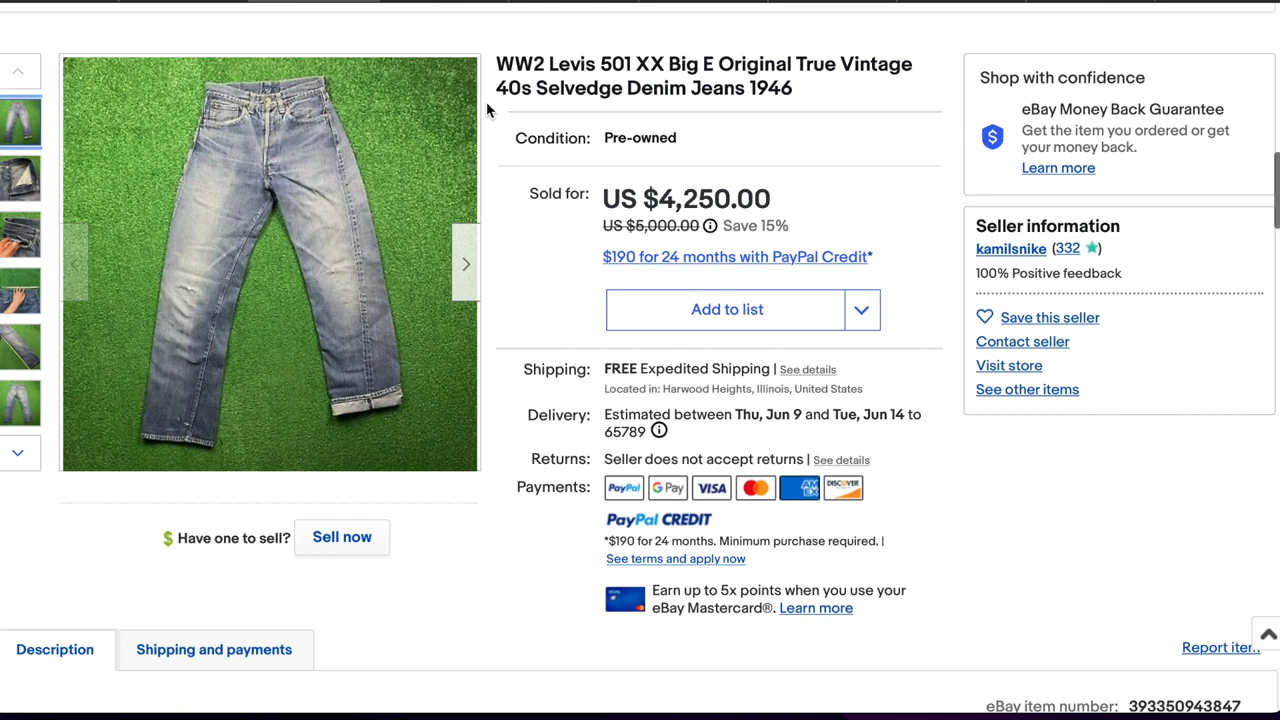 WW2 Levis 501 XX Big E Original True Vintage
40s Selvedge Denim Jeans 1946
Condition: Pre-owned
Sold for: US $4,250.00
US $5,000.00 Save 15%
$190 for 24 months with PayPal Credit*
Add to list
Shipping: FREE Expedited Shipping | See details
Located in: Harwood Heights, Illinois, United States
Delivery: Estimated between Thu, Jun 9 and Tue, Jun 14 to
65789
Returns: Seller does not accept returns | See details
Payments: PayPal G Pay VISA AM EX DISCOVER
PayPal CREDIT
*$190 for 24 months. Minimum purchase required. |
See terms and apply now
Earn up to 5x points when you use your
eBay Mastercard®. Learn more
Shop with confidence
eBay Money Back Guarantee
Get the item you ordered or get
your money back.
Learn more
Seller information
kamilsnike (332)
100% Positive feedback
Save this seller
Contact seller
Visit store
See other items
Have one to sell? Sell now
Description
Shipping and payments
Report item
eBay item number: 393350943847